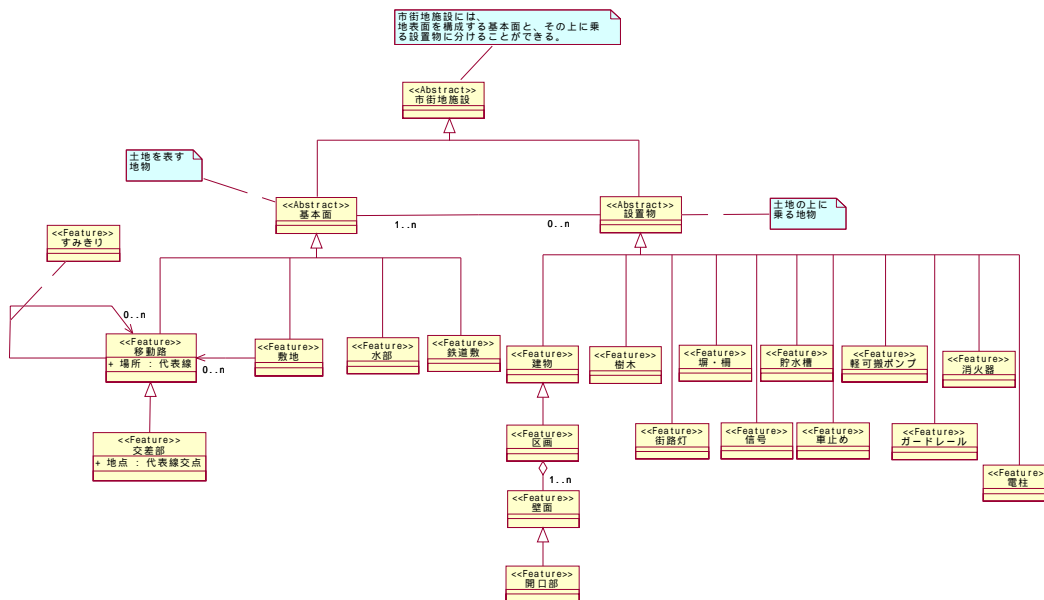 市街地施設には、
地表面を構成する基本面と、その上に乗
る設置物に分けることができる。
<<Abstract>>
市街地施設
土地を表す
地物
<<Abstract>>
基本面
1..n
0..n
<<Abstract>>
設置物
土地の上に
乗る地物
<<Feature>>
すみきり
0..n
<<Feature>>
移動路
+ 場所 : 代表線
0..n
<<Feature>>
敷地
<<Feature>>
水部
<<Feature>>
鉄道敷
<<Feature>>
建物
<<Feature>>
樹木
<<Feature>>
塀・柵
<<Feature>>
貯水槽
<<Feature>>
軽可搬ポンプ
<<Feature>>
消火器
<<Feature>>
交差部
+ 地点 : 代表線交点
<<Feature>>
区画
<<Feature>>
街路灯
<<Feature>>
信号
<<Feature>>
車止め
<<Feature>>
ガードレール
<<Feature>>
電柱
1..n
<<Feature>>
壁面
<<Feature>>
開口部